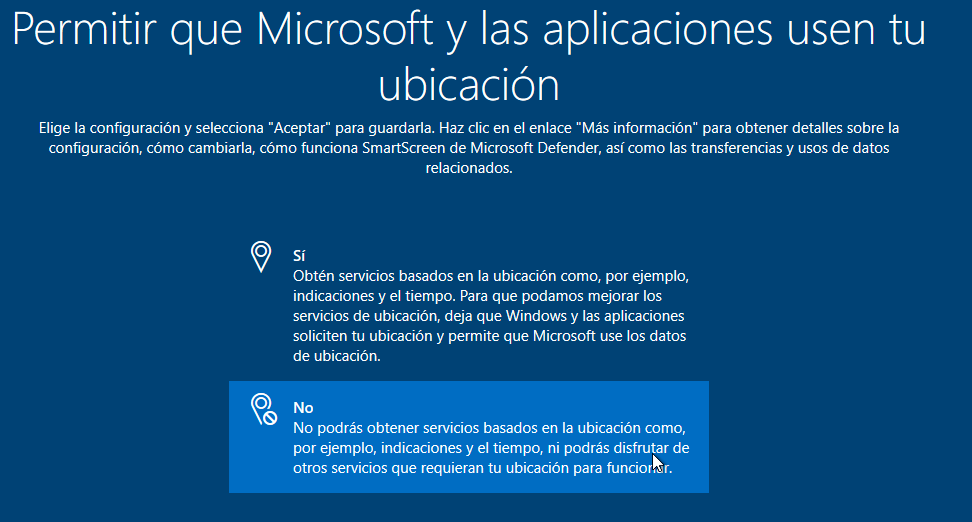 Permitir que Microsoft y las aplicaciones usen tu
ubicación
Elige la configuración y selecciona "Aceptar" para guardarla. Haz clic en el enlace "Más información" para obtener detalles sobre la
configuración, cómo cambiarla, cómo funciona SmartScreen de Microsoft Defender, así como las transferencias y usos de datos
relacionados.
Sí
Obtén servicios basados en la ubicación como, por ejemplo,
indicaciones y el tiempo. Para que podamos mejorar los
servicios de ubicación, deja que Windows y las aplicaciones
soliciten tu ubicación y permite que Microsoft use los datos
de ubicación.
No
No podrás obtener servicios basados en la ubicación como,
por ejemplo, indicaciones y el tiempo, ni podrás disfrutar de
otros servicios que requieran tu ubicación para funcionar.